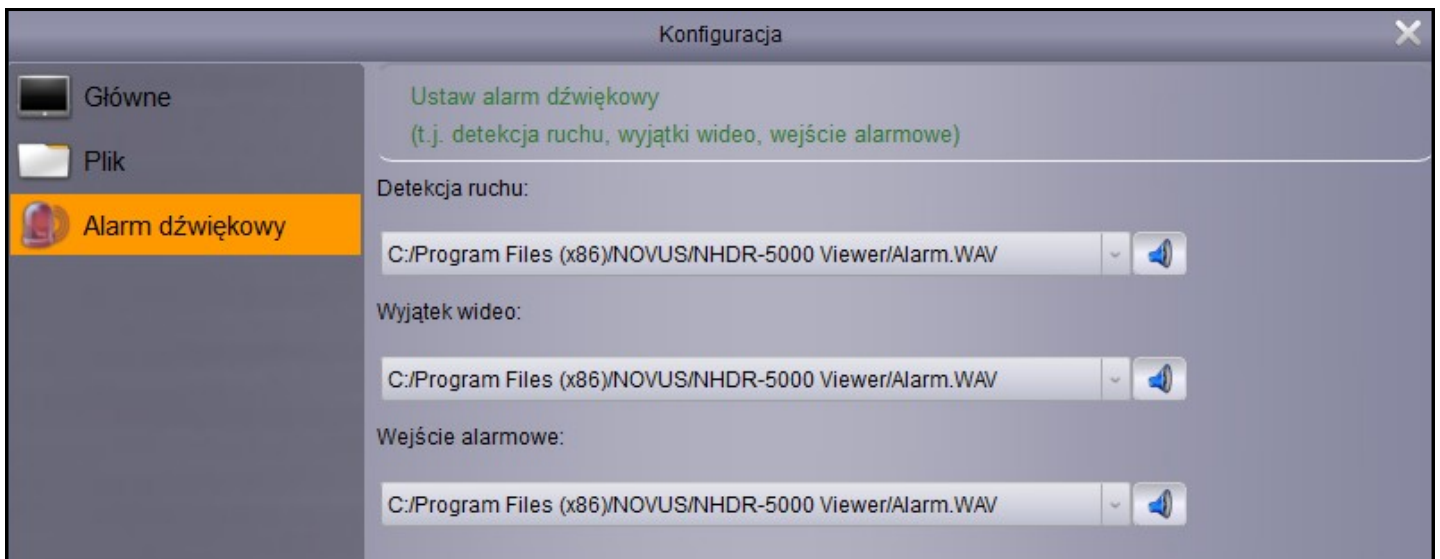 Konfiguracja
Główne
Plik
Alarm dźwiękowy
Ustaw alarm dźwiękowy
(t.j. detekcja ruchu, wyjątki wideo, wejście alarmowe)
Detekcja ruchu:
C:/Program Files (x86)/NOVUS/NHDR-5000 Viewer/Alarm.WAV
Wyjątek wideo:
C:/Program Files (x86)/NOVUS/NHDR-5000 Viewer/Alarm.WAV
Wejście alarmowe:
C:/Program Files (x86)/NOVUS/NHDR-5000 Viewer/Alarm.WAV